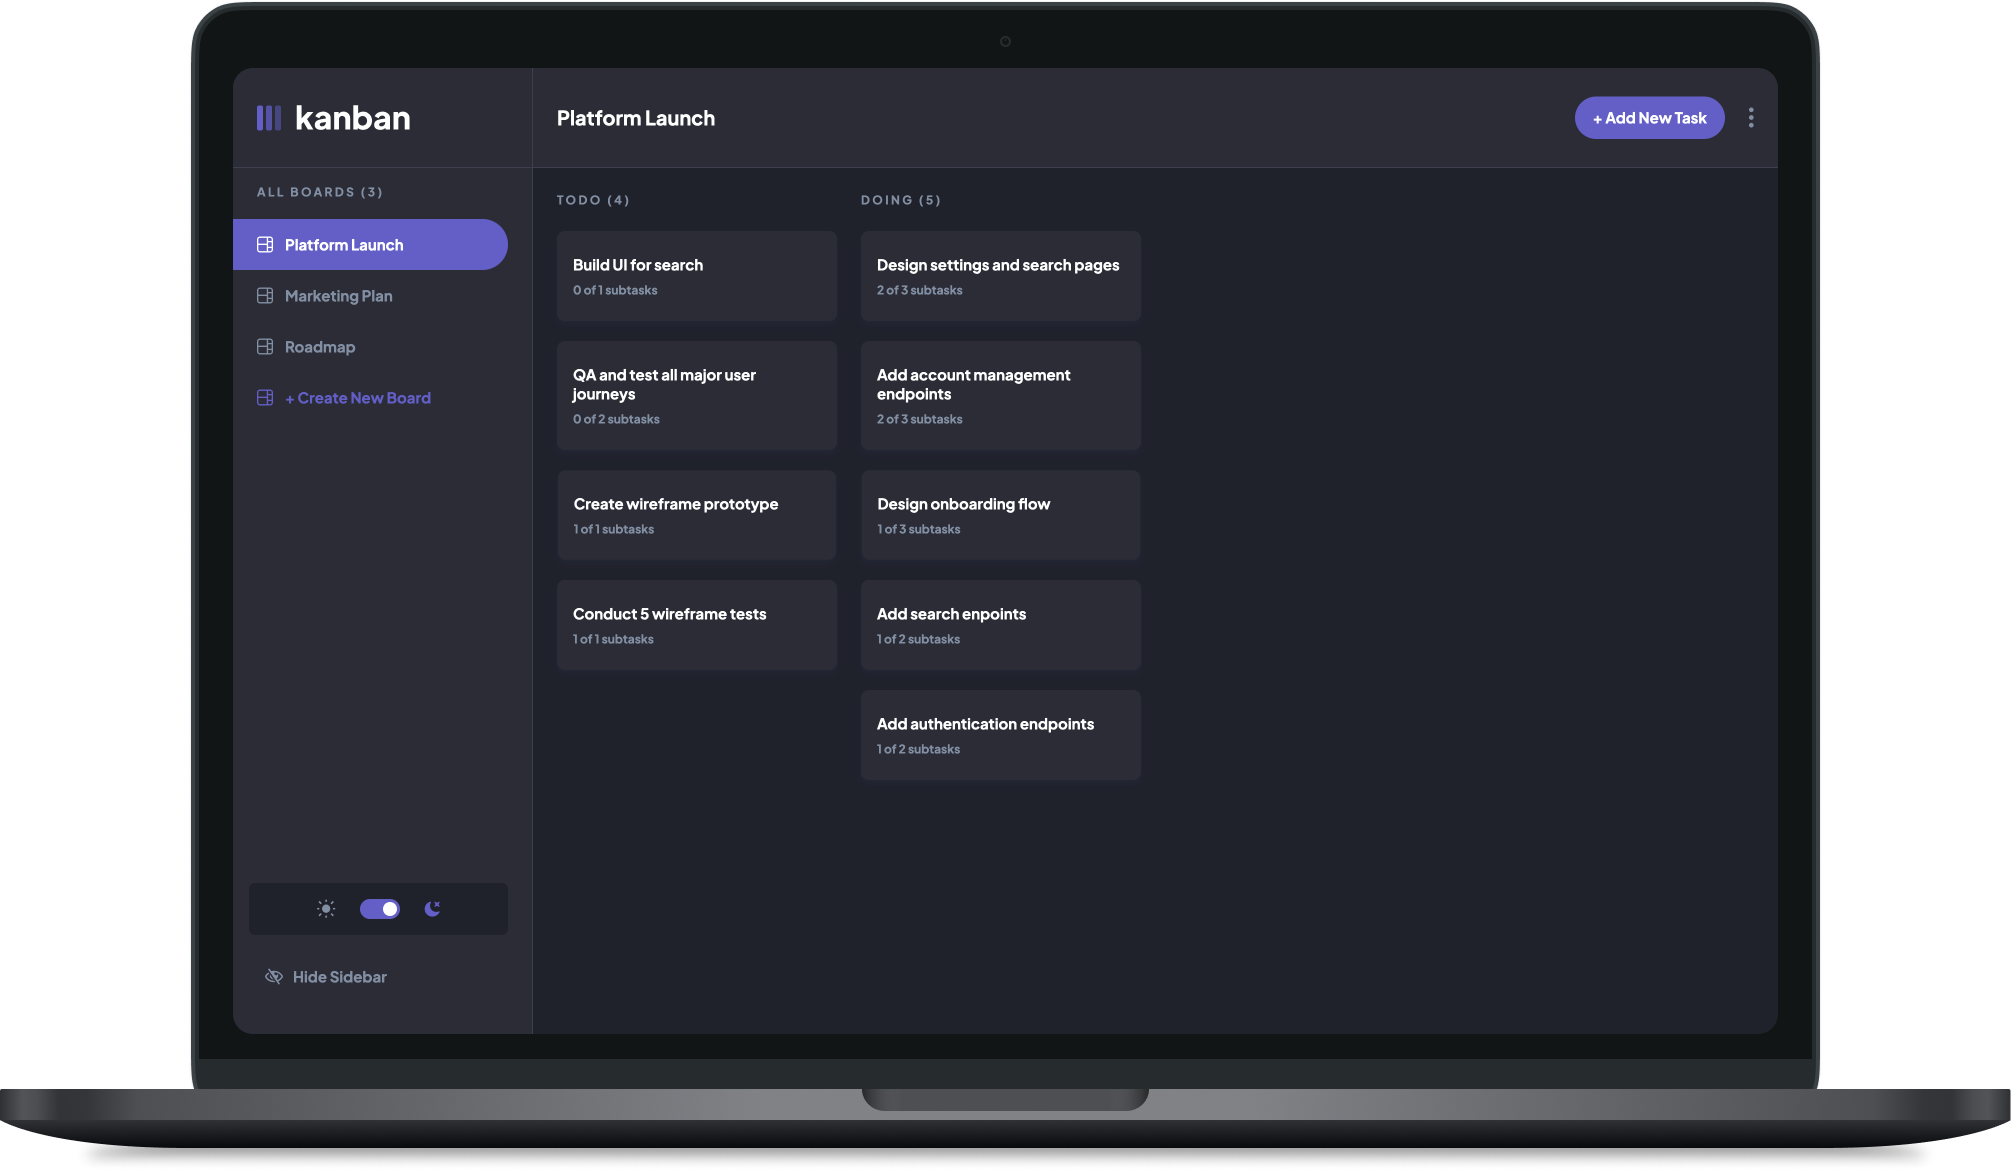 kanban
Platform Launch
+ Add New Task
ALL BOARDS (3)
Platform Launch
Marketing Plan
Roadmap
+ Create New Board
Hide Sidebar
TODO (4)
Build UI for search
0 of 1 subtasks
QA and test all major user
journeys
0 of 2 subtasks
Create wireframe prototype
1 of 1 subtasks
Conduct 5 wireframe tests
1 of 1 subtasks
DOING (5)
Design settings and search pages
2 of 3 subtasks
Add account management
endpoints
2 of 3 subtasks
Design onboarding flow
1 of 3 subtasks
Add search enpoints
1 of 2 subtasks
Add authentication endpoints
1 of 2 subtasks